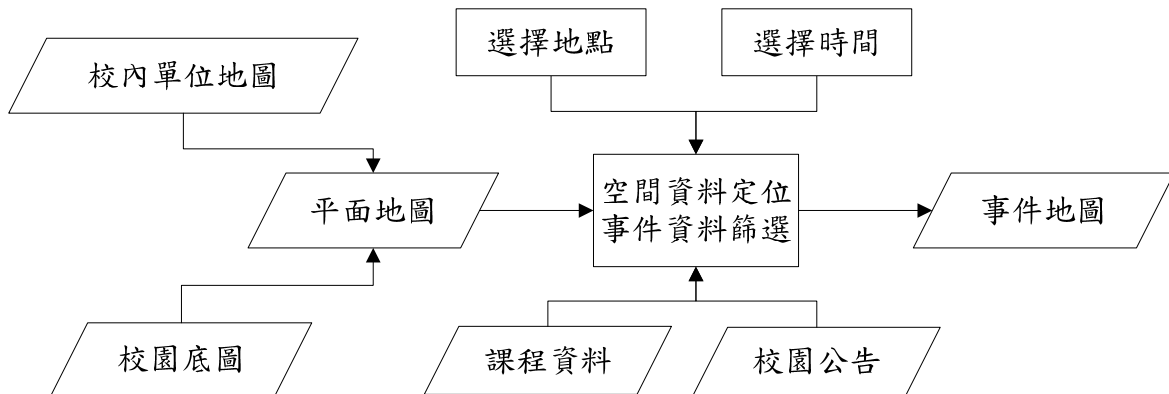 選擇地點
選擇時間
校內單位地圖
平面地圖
空間資料定位
事件資料篩選
事件地圖
校園底圖
課程資料
校園公告